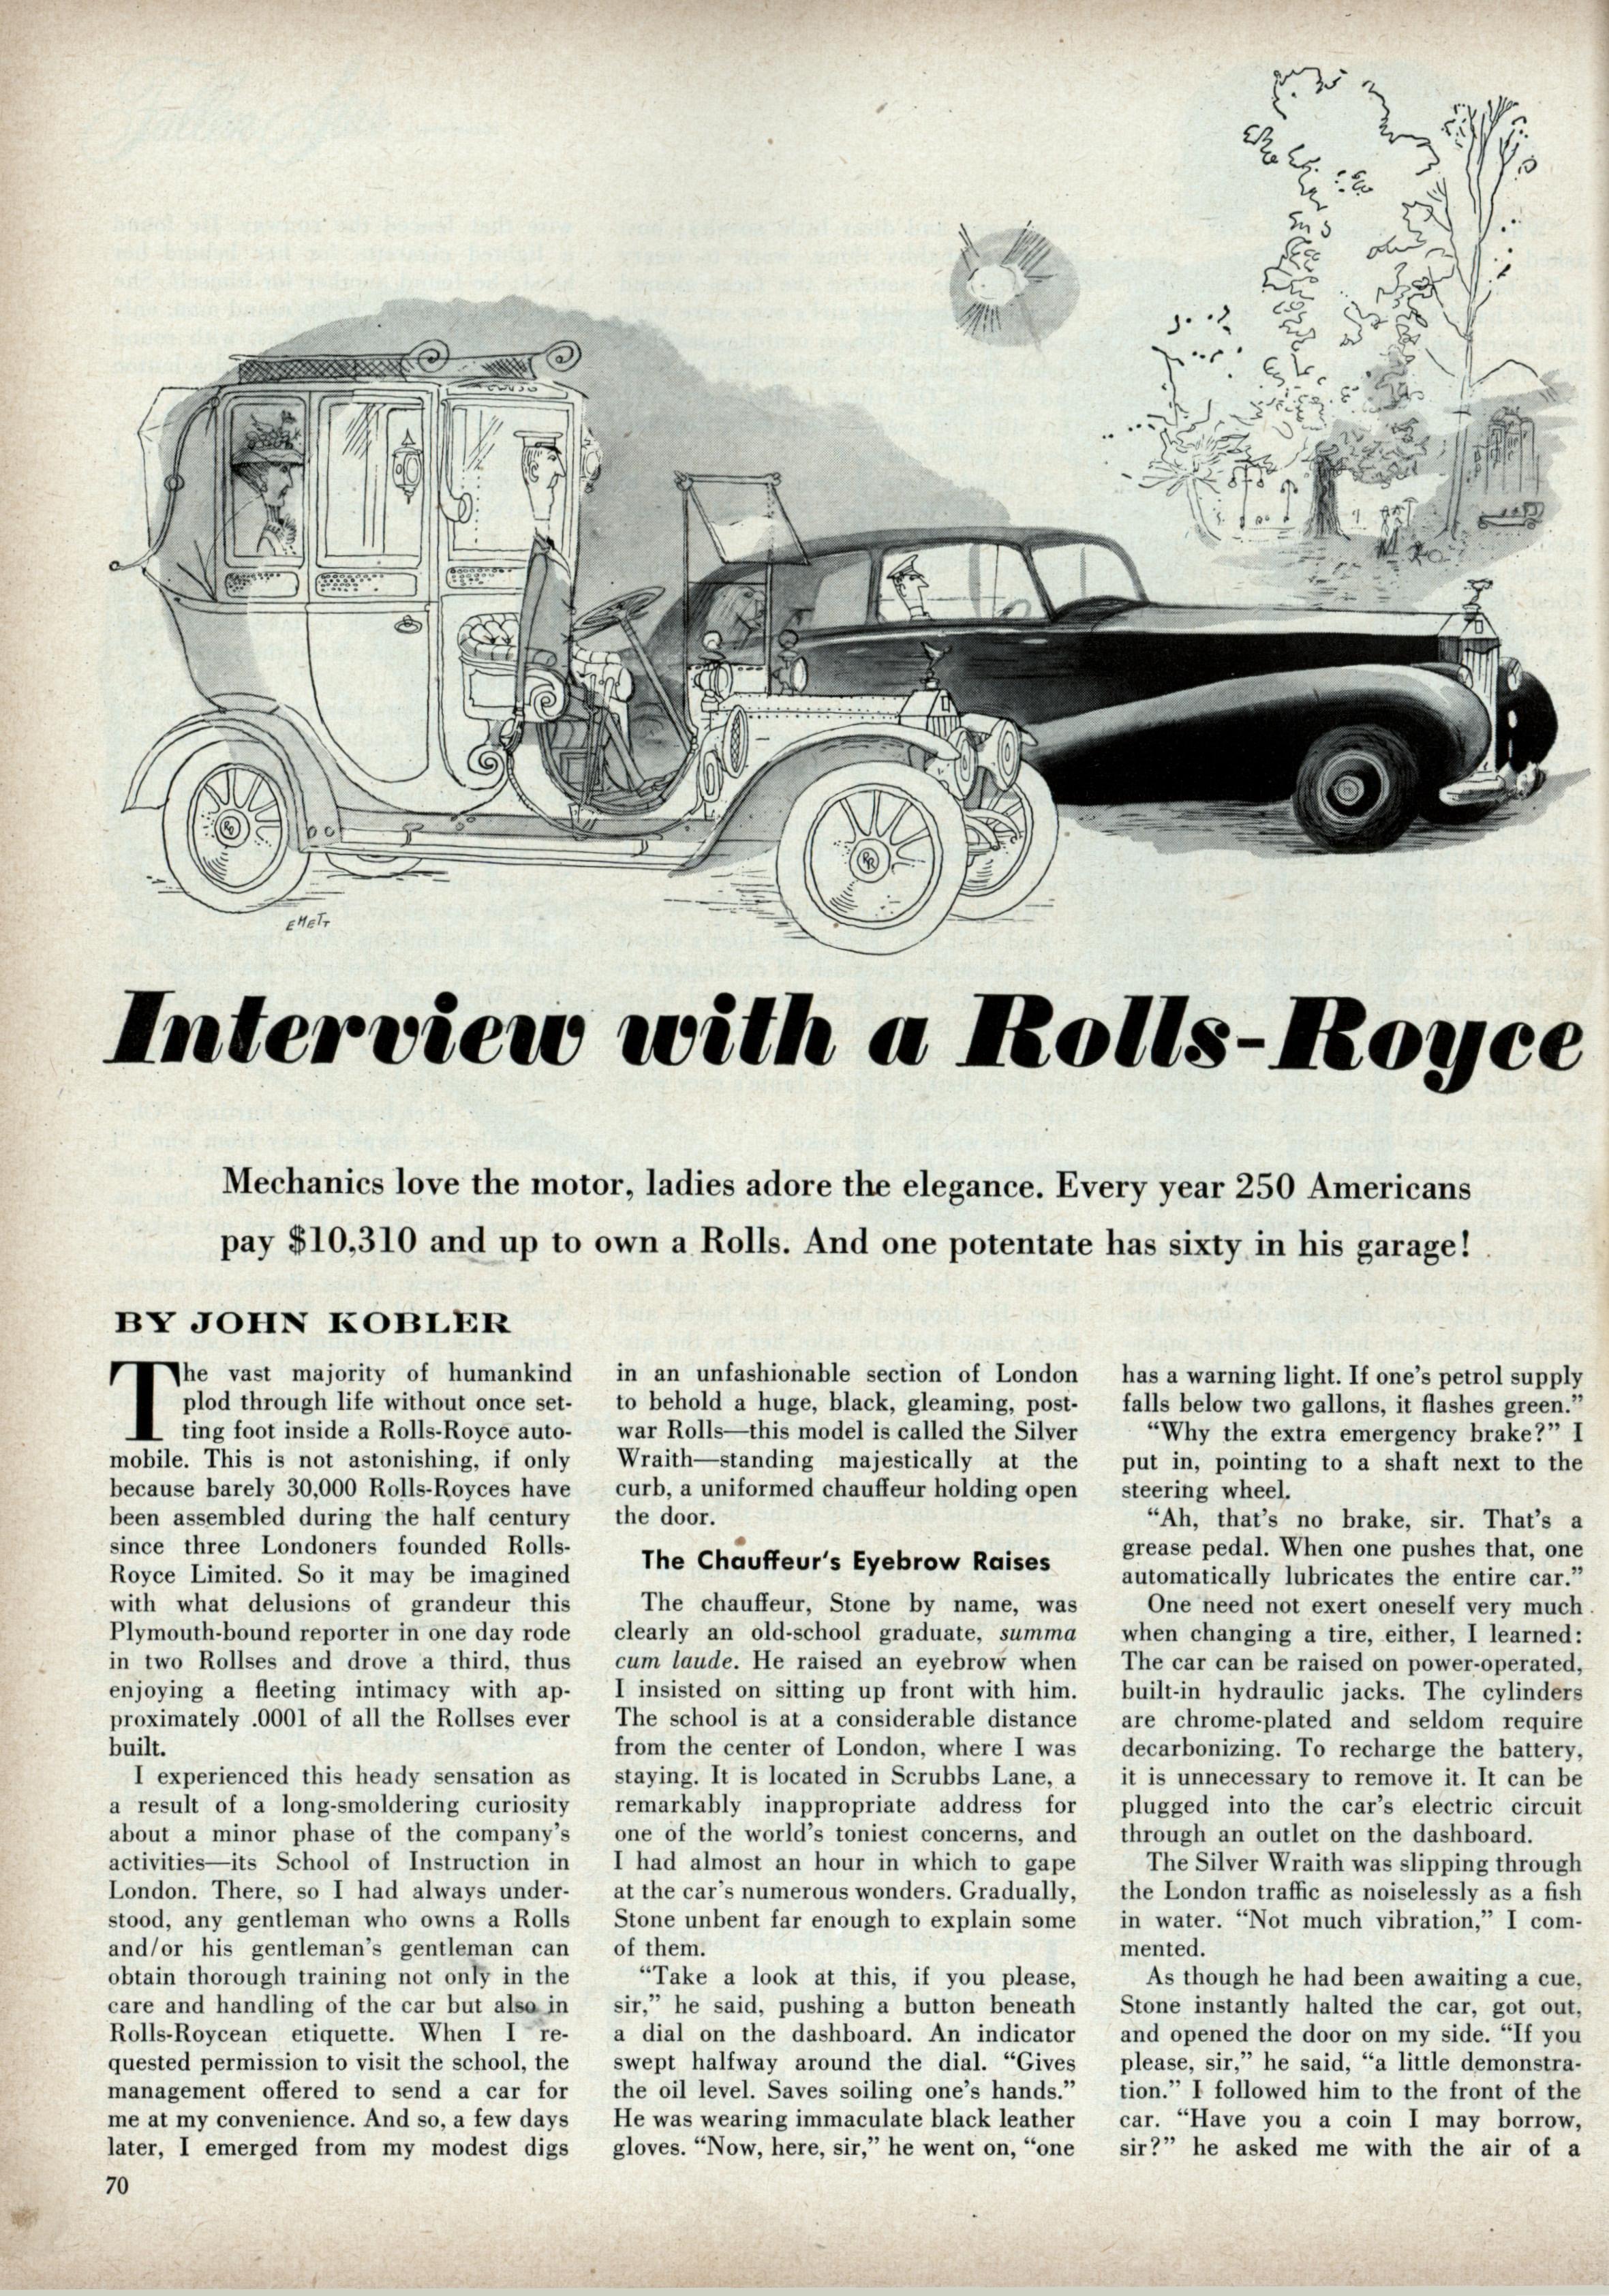 EMETT
Interview with a Rolls-Royce
Mechanics love the motor, ladies adore the elegance. Every year 250 Americans
pay $10,310 and up to own a Rolls. And one potentate has sixty in his garage!
BY JOHN KOBLER
The vast majority of humankind
plod through life without once set-
ting foot inside a Rolls-Royce auto-
mobile. This is not astonishing, if only
because barely 30,000 Rolls-Royces have
been assembled during the half century
since three Londoners founded Rolls-
Royce Limited. So it may be imagined
with what delusions of grandeur this
Plymouth-bound reporter in one day rode
in two Rollses and drove a third, thus
enjoying a fleeting intimacy with ap-
proximately .0001 of all the Rollses ever
built.
I experienced this heady sensation as
a result of a long-smoldering curiosity
about a minor phase of the company's
activities—its School of Instruction in
London. There, so I had always under-
stood, any gentleman who owns a Rolls
and/or his gentleman's gentleman can
obtain thorough training not only in the
care and handling of the car but also in
Rolls-Roycean etiquette. When I re-
quested permission to visit the school, the
management offered to send a car for
me at my convenience. And so, a few days
later, I emerged from my modest digs
in an unfashionable section of London
to behold a huge, black, gleaming, post-
war Rolls—this model is called the Silver
Wraith—standing majestically at the
curb, a uniformed chauffeur holding open
the door.
The Chauffeur's Eyebrow Raises
The chauffeur, Stone by name, was
clearly an old-school graduate, summa
cum laude. He raised an eyebrow when
I insisted on sitting up front with him.
The school is at a considerable distance
from the center of London, where I was
staying. It is located in Scrubbs Lane, a
remarkably inappropriate address for
one of the world's toniest concerns, and
I had almost an hour in which to gape
at the car's numerous wonders. Gradually,
Stone unbent far enough to explain some
of them.
"Take a look at this, if you please,
sir," he said, pushing a button beneath
a dial on the dashboard. An indicator
swept halfway around the dial. "Gives
the oil level. Saves soiling one's hands."
He was wearing immaculate black leather
gloves. "Now, here, sir," he went on, "one
has a warning light. If one's petrol supply
falls below two gallons, it flashes green."
"Why the extra emergency brake?" I
put in, pointing to a shaft next to the
steering wheel.
"Ah, that's no brake, sir. That's a
grease pedal. When one pushes that, one
automatically lubricates the entire car."
One need not exert oneself very much
when changing a tire, either, I learned:
The car can be raised on power-operated,
built-in hydraulic jacks. The cylinders
are chrome-plated and seldom require
decarbonizing. To recharge the battery,
it is unnecessary to remove it. It can be
plugged into the car's electric circuit
through an outlet on the dashboard.
The Silver Wraith was slipping through
the London traffic as noiselessly as a fish
in water. "Not much vibration," I com-
mented.
As though he had been awaiting a cue,
Stone instantly halted the car, got out,
and opened the door on my side. "If you
please, sir," he said, "a little demonstra-
tion." I followed him to the front of the
car. "Have you a coin I may borrow,
sir?" he asked me with the air of a
70